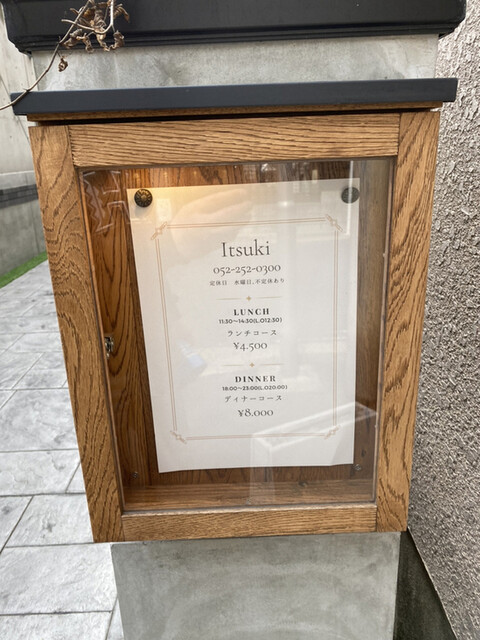 Itsuki
052-252-0300
定休日 水曜日,不定休あり
LUNCH
11:30〜14:30(L.O12:30)
ランチコース
¥4,500
DINNER
18:00〜23:00(L.O20:00)
ディナーコース
¥8,000